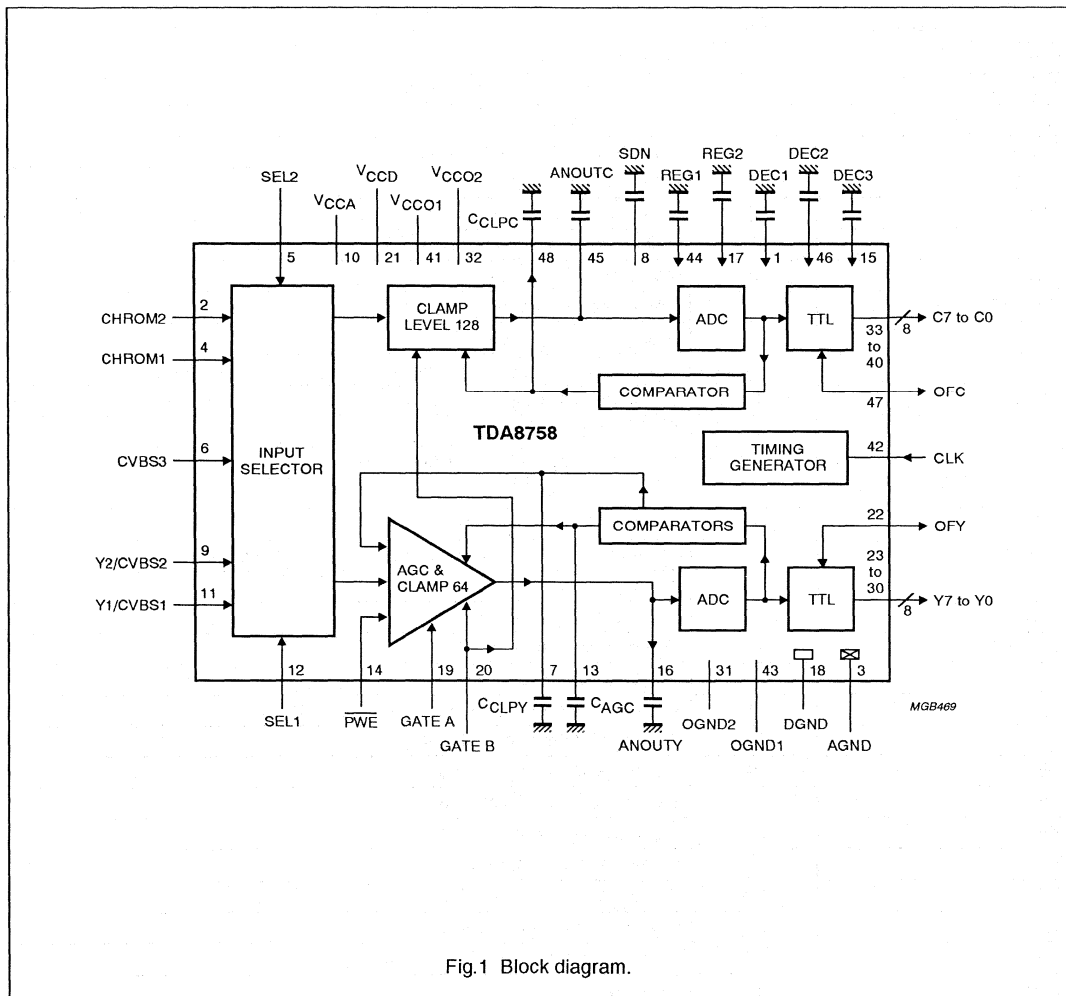 SDN
REG2
DEC2
SEL2
VCCD
VCCO2
ANOUTC
REG1
DEC1
DEC3
VCCA
VCCO1
CCLPC
5
10
21
41
32
48
45
8
44
17
1
46
15
CHROM2
2
CLAMP
LEVEL 128
ADC
TTL
8
C7 to C0
33
to
40
CHROM1
4
COMPARATOR
47
OFC
TDA8758
CVBS3
6
INPUT
SELECTOR
TIMING
GENERATOR
42
CLK
COMPARATORS
22
OFY
Y2/CVBS2
9
AGC &
CLAMP 64
23
to
30
Y1/CVBS1
11
ADC
TTL
8
Y7 to Y0
12
14
19
20
7
13
16
31
43
18
3
MGB469
SEL1
PWE
GATE A
GATE B
CCLPY
CAGC
ANOUTY
OGND2
OGND1
DGND
AGND
Fig.1 Block diagram.